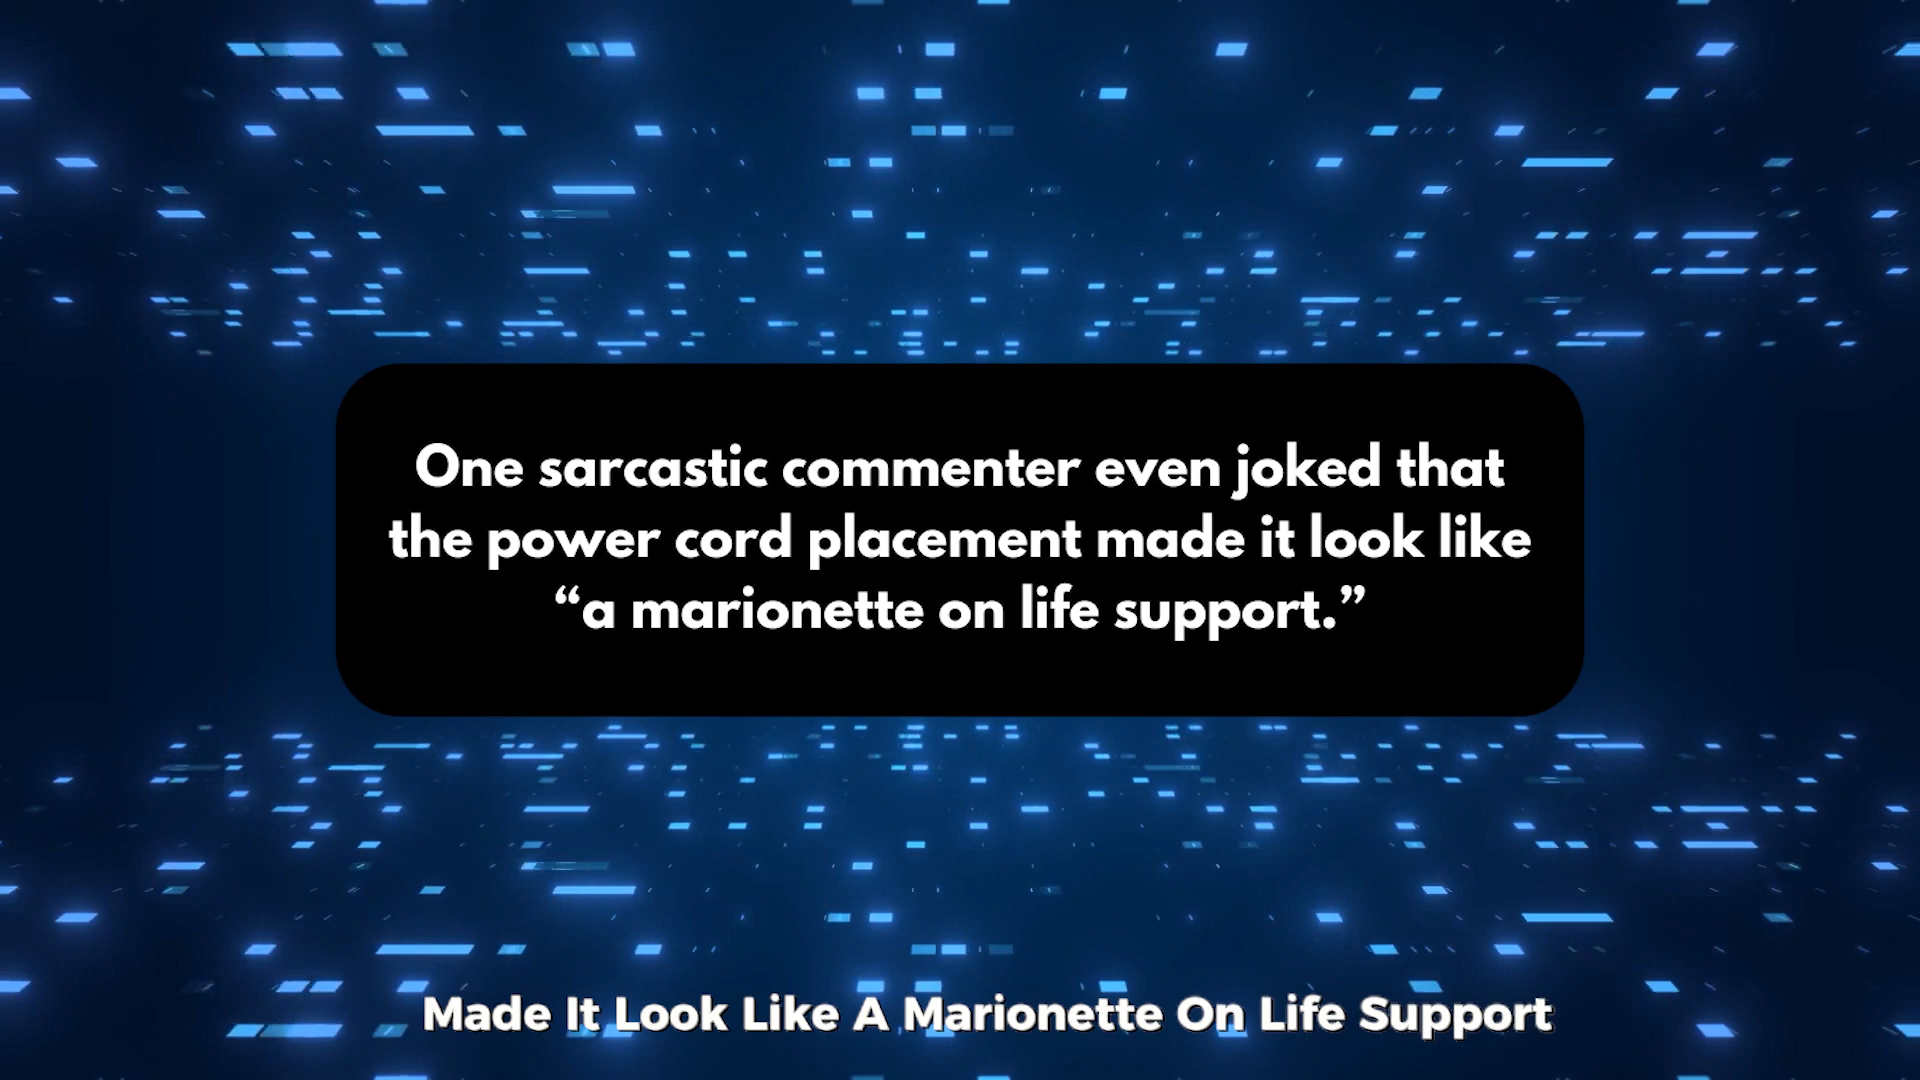 One sarcastic commenter even joked that
the power cord placement made it look like
“a marionette on life support.”
Made It Look Like A Marionette On Life Support